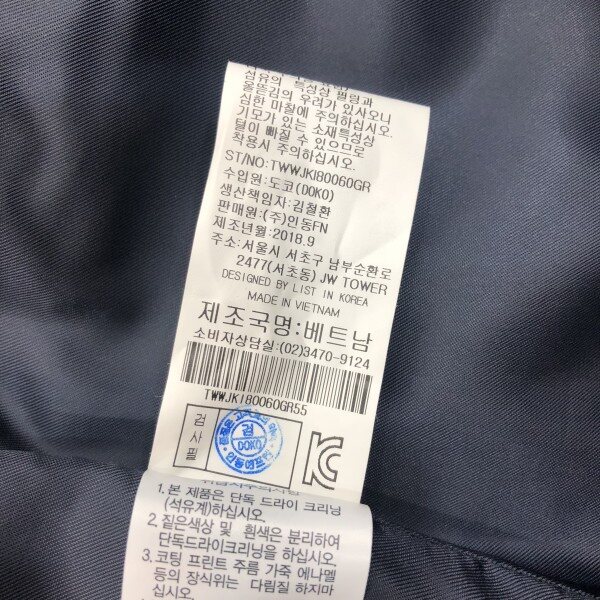 섬유의 특성상 필링과
올뜯김의 우려가 있사오니
심한 마찰에 주의하십시오.
기모가 있는 소재특성상
털이 빠질 수 있으므로
착용시 주의하십시오.
ST/NO:TWWJKI80060GR
수입원:도코(DOKO)
생산책임자:김철환
판매원:(주)인동FN
제조년월:2018.9
주소:서울시 서초구 남부순환로
2477(서초동) JW TOWER
DESIGNED BY LIST IN KOREA
MADE IN VIETNAM
제조국명:베트남
소비자상담실:(02)3470-9124
TWWJKI80060GR55
검사필
검
DOKO
1.본 제품은 단독 드라이 크리닝
(석유계)하십시오.
2.짙은색상 및 흰색은 분리하여
단독드라이크리닝을 하십시오.
3.코팅 프린트 주름 가죽 에나멜
등의 장식위는 다림질 하지마
십시오.